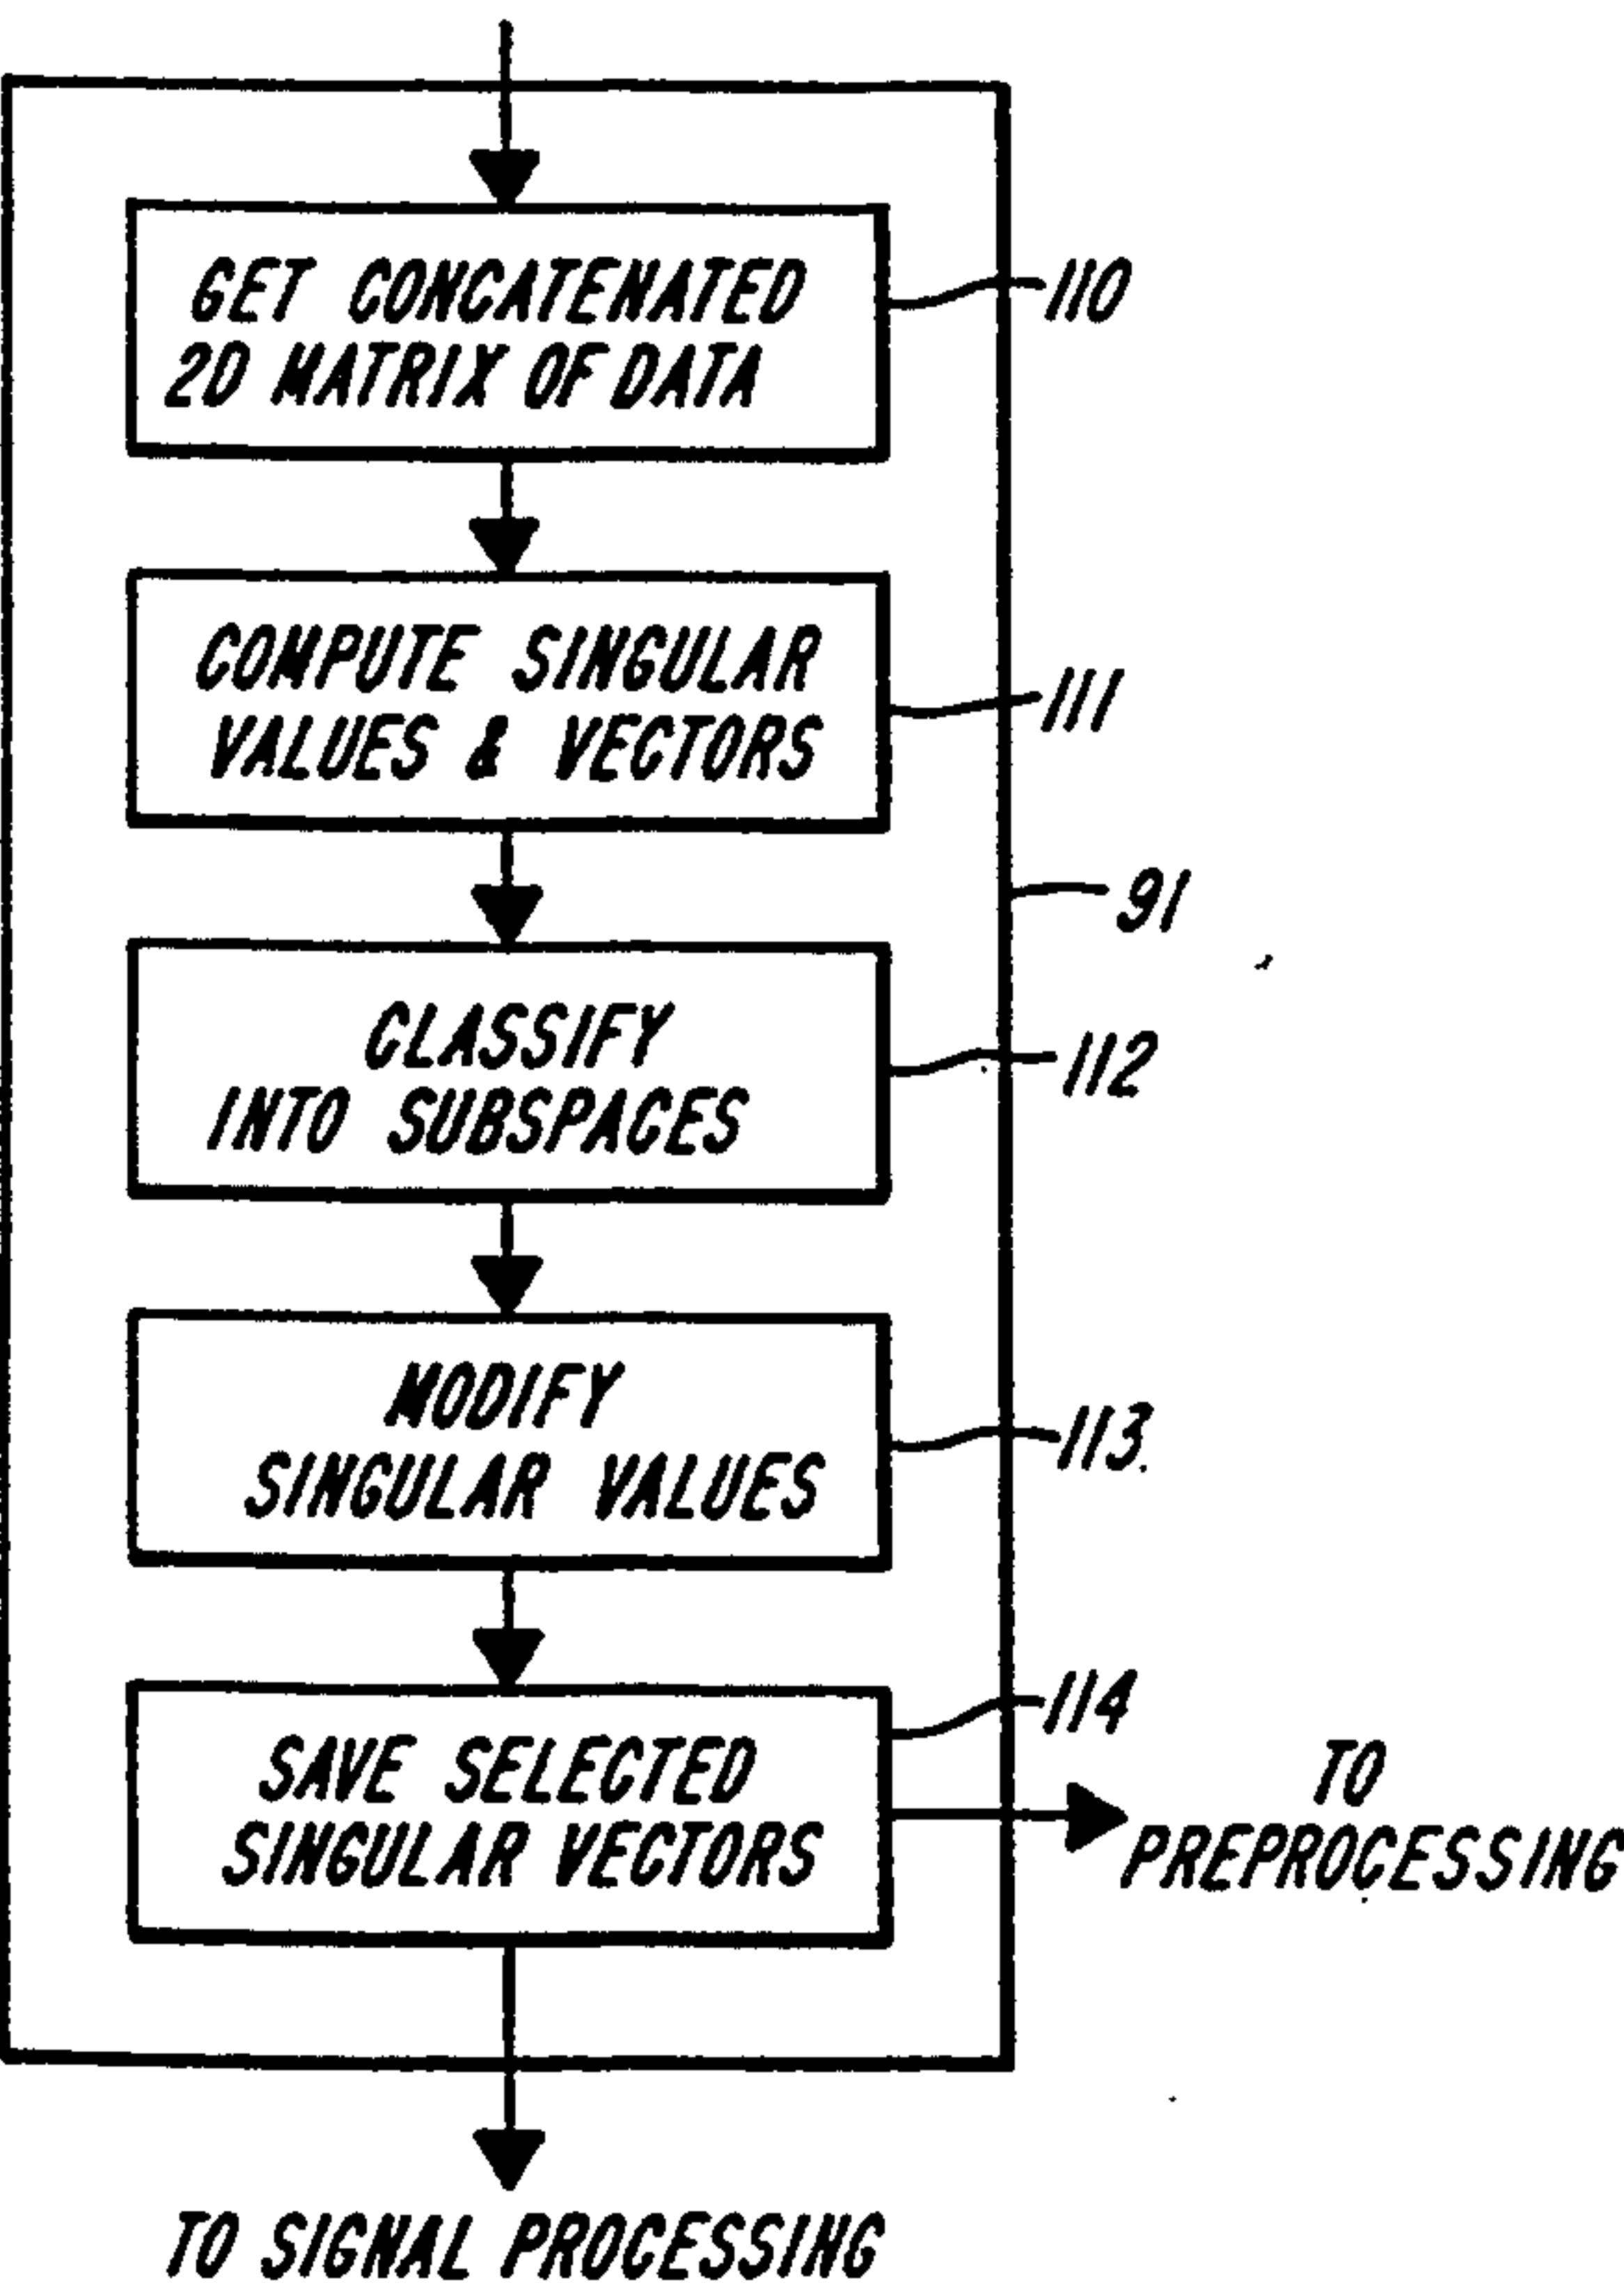 GET CONCATENATED
2D MATRIX OF DATA
110
COMPUTE SINGULAR
VALUES & VECTORS
111
91
CLASSIFY
INTO SUBSPACES
112
MODIFY
SINGULAR VALUES
113
SAVE SELECTED
SINGULAR VECTORS
114
TO
PREPROCESSING
TO SIGNAL PROCESSING